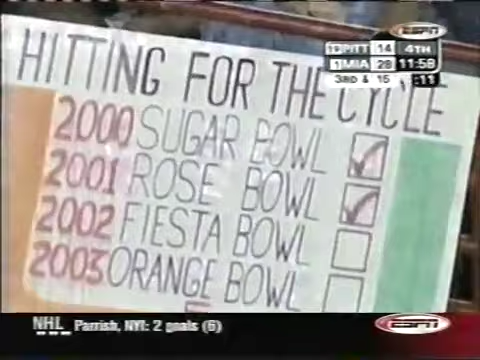 ESPN
19 PITT 14 4TH
1 MIA 28 11:58
3RD & 15 :11
HITTING FOR THE CYCLE
2000 SUGAR BOWL
2001 ROSE BOWL
2002 FIESTA BOWL
2003 ORANGE BOWL
NHL Parrish, NYI: 2 goals (6)
ESPN